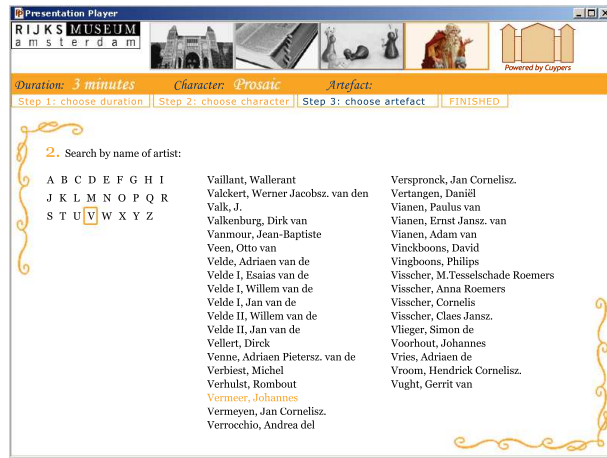 Presentation Player
RIJKS MUSEUM
amsterdam
Powered by Cuypers
Duration: 3 minutes Character: Prosaic Artefact:
Step 1: choose duration Step 2: choose character Step 3: choose artefact FINISHED
2. Search by name of artist:
A B C D E F G H I
J K L M N O P Q R
S T U V W X Y Z
Vaillant, Wallerant
Valckert, Werner Jacobsz. van den
Valk, J.
Valkenburg, Dirk van
Vanmour, Jean-Baptiste
Veen, Otto van
Velde, Adriaen van de
Velde I, Esaias van de
Velde I, Willem van de
Velde I, Jan van de
Velde II, Willem van de
Velde II, Jan van de
Vellert, Dirck
Venne, Adriaen Pietersz. van de
Verbiest, Michel
Verhulst, Rombout
Vermeer, Johannes
Vermeyen, Jan Cornelisz.
Verrocchio, Andrea del
Verspronck, Jan Cornelisz.
Vertangen, Daniël
Vianen, Paulus van
Vianen, Ernst Jansz. van
Vianen, Adam van
Vinckboons, David
Vingboons, Philips
Visscher, M.Tesselschade Roemers
Visscher, Anna Roemers
Visscher, Cornelis
Visscher, Claes Jansz.
Vlieger, Simon de
Voorhout, Johannes
Vries, Adriaen de
Vroom, Hendrick Cornelisz.
Vught, Gerrit van